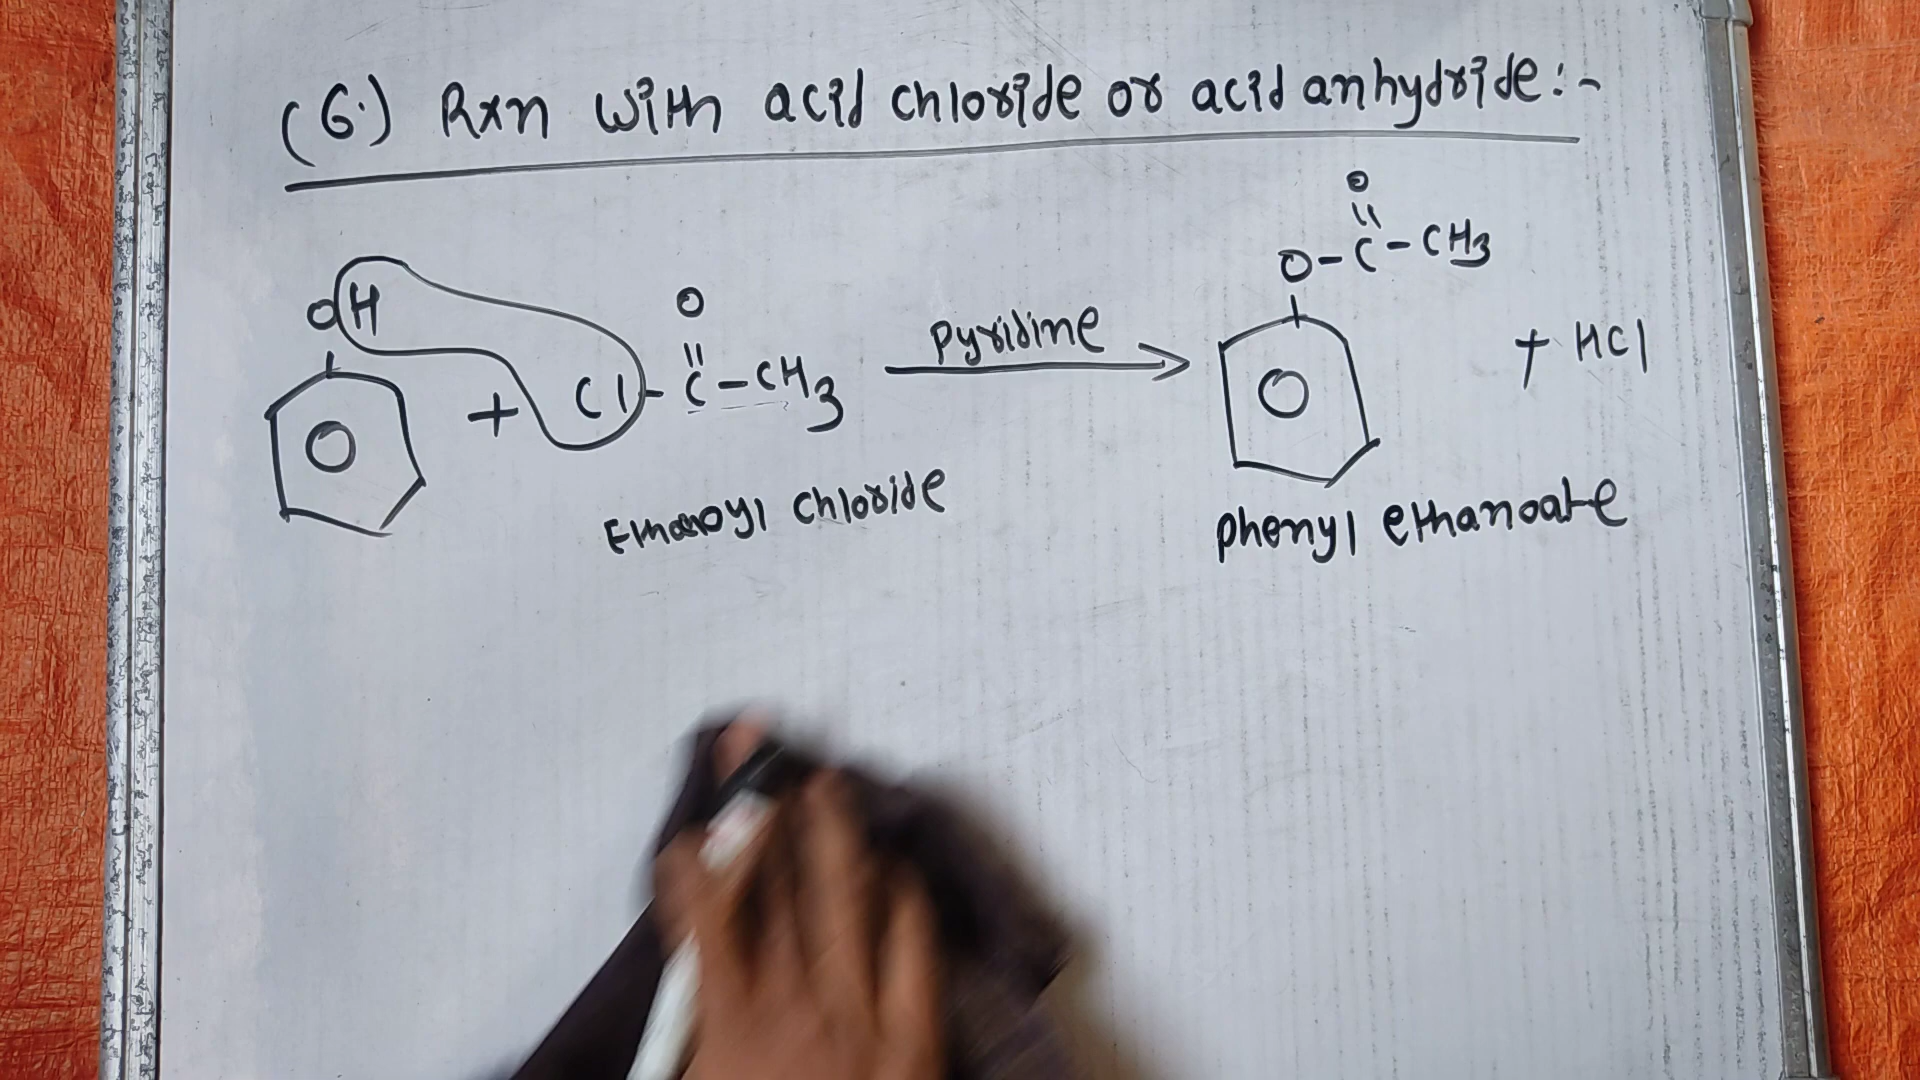 (6.) Rxn with acid chloride or acid anhydride:-
OH
+ Cl-C-CH3
O
Pyridine
O-C-CH3
O
+ HCl
Ethanoyl chloride
phenyl ethanoate